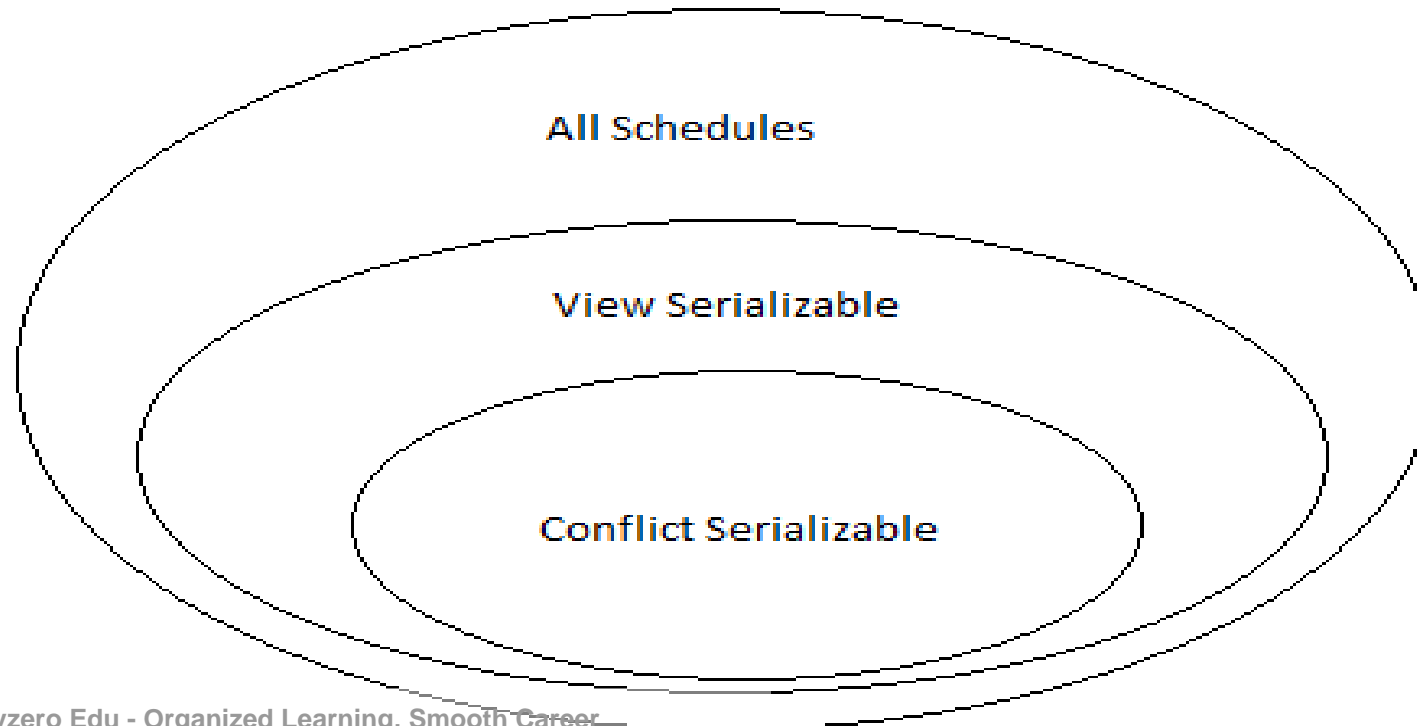 All Schedules
View Serializable
Conflict Serializable
Edu - Organized Learning, Smooth Career